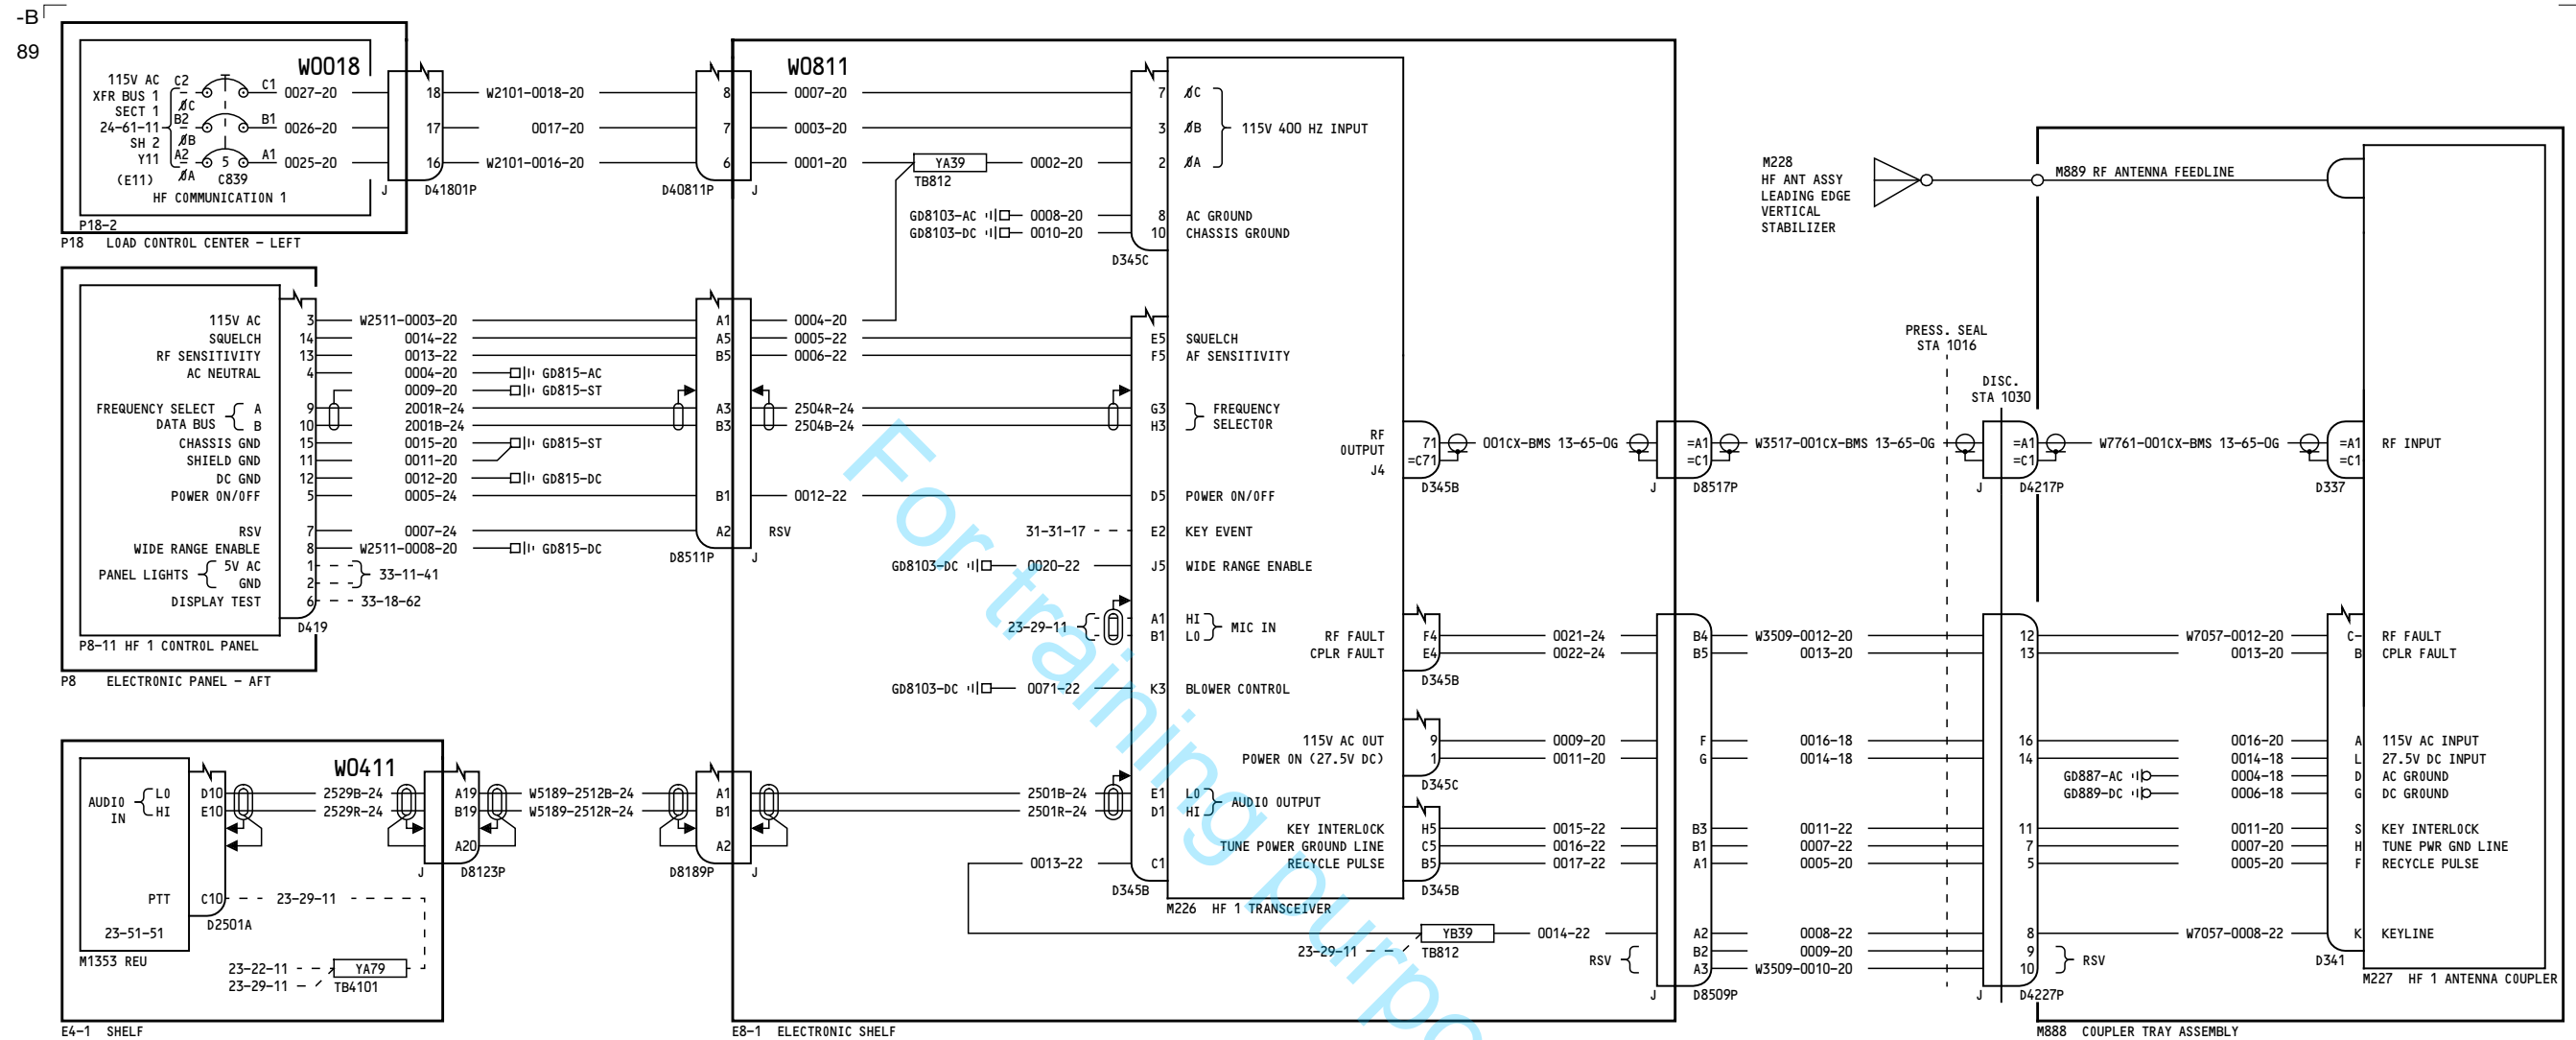 -B
89
W0018
115V AC
XFR BUS 1
SECT 1
24-61-11
SH 2
Y11
(E11)
C2
ØC
B2
ØB
A2
ØA
C1 0027-20
B1 0026-20
5 A1 0025-20
C839
HF COMMUNICATION 1
P18-2
P18 LOAD CONTROL CENTER - LEFT
18 W2101-0018-20 8
17 0017-20 7
16 W2101-0016-20 6
J D41801P
D40811P J
W0811
0007-20 7 ØC
0003-20 3 ØB 115V 400 HZ INPUT
0001-20 YA39 0002-20 2 ØA
TB812
GD8103-AC 0008-20 8 AC GROUND
GD8103-DC 0010-20 10 CHASSIS GROUND
D345C
115V AC 3 W2511-0003-20 A1 0004-20
SQUELCH 14 0014-22 A5 0005-22 E5 SQUELCH
RF SENSITIVITY 13 0013-22 B5 0006-22 F5 AF SENSITIVITY
AC NEUTRAL 4 0004-20 GD815-AC
0009-20 GD815-ST
FREQUENCY SELECT A 9 2001R-24 A3 2504R-24 G3 FREQUENCY
DATA BUS B 10 2001B-24 B3 2504B-24 H3 SELECTOR
CHASSIS GND 15 0015-20 GD815-ST
SHIELD GND 11 0011-20
DC GND 12 0012-20 GD815-DC
POWER ON/OFF 5 0005-24 B1 0012-22 D5 POWER ON/OFF
RSV 7 0007-24 A2 RSV
WIDE RANGE ENABLE 8 W2511-0008-20 GD815-DC
D8511P J
PANEL LIGHTS 5V AC 1
GND 2 33-11-41
DISPLAY TEST 6 33-18-62
D419
P8-11 HF 1 CONTROL PANEL
P8 ELECTRONIC PANEL - AFT
31-31-17 E2 KEY EVENT
GD8103-DC 0020-22 J5 WIDE RANGE ENABLE
23-29-11 A1 HI
B1 LO MIC IN
GD8103-DC 0071-22 K3 BLOWER CONTROL
W0411
AUDIO IN LO D10 2529B-24 A19 W5189-2512B-24 A1 2501B-24 E1 LO
HI E10 2529R-24 B19 W5189-2512R-24 B1 2501R-24 D1 HI AUDIO OUTPUT
A20 A2
J D8123P
D8189P J
0013-22 C1
D345B
PTT C10 23-29-11
D2501A
23-51-51
M1353 REU
23-22-11 YA79
23-29-11 TB4101
E4-1 SHELF
RF
OUTPUT
J4
71
=C71
D345B
001CX-BMS 13-65-0G
=A1
=C1
J D8517P
W3517-001CX-BMS 13-65-0G
=A1
=C1
J D4217P
W7761-001CX-BMS 13-65-0G
=A1 RF INPUT
=C1
D337
RF FAULT F4 0021-24 B4 W3509-0012-20 12 W7057-0012-20 C- RF FAULT
CPLR FAULT E4 0022-24 B5 0013-20 13 0013-20 B CPLR FAULT
D345B
115V AC OUT 9 0009-20 F 0016-18 16 0016-20 A 115V AC INPUT
POWER ON (27.5V DC) 1 0011-20 G 0014-18 14 0014-18 L 27.5V DC INPUT
D345C
GD887-AC 0004-18 D AC GROUND
GD889-DC 0006-18 G DC GROUND
KEY INTERLOCK H5 0015-22 B3 0011-22 11 0011-20 S KEY INTERLOCK
TUNE POWER GROUND LINE C5 0016-22 B1 0007-22 7 0007-20 H TUNE PWR GND LINE
RECYCLE PULSE B5 0017-22 A1 0005-20 5 0005-20 F RECYCLE PULSE
D345B
M226 HF 1 TRANSCEIVER
YB39 0014-22 A2 0008-22 8 W7057-0008-22 K KEYLINE
23-29-11 TB812
RSV B2 0009-20 9 RSV
A3 W3509-0010-20 10
J D8509P
J D4227P
D341
M227 HF 1 ANTENNA COUPLER
E8-1 ELECTRONIC SHELF
M888 COUPLER TRAY ASSEMBLY
M228
HF ANT ASSY
LEADING EDGE
VERTICAL
STABILIZER
M889 RF ANTENNA FEEDLINE
PRESS. SEAL
STA 1016
DISC.
STA 1030
For training purpo